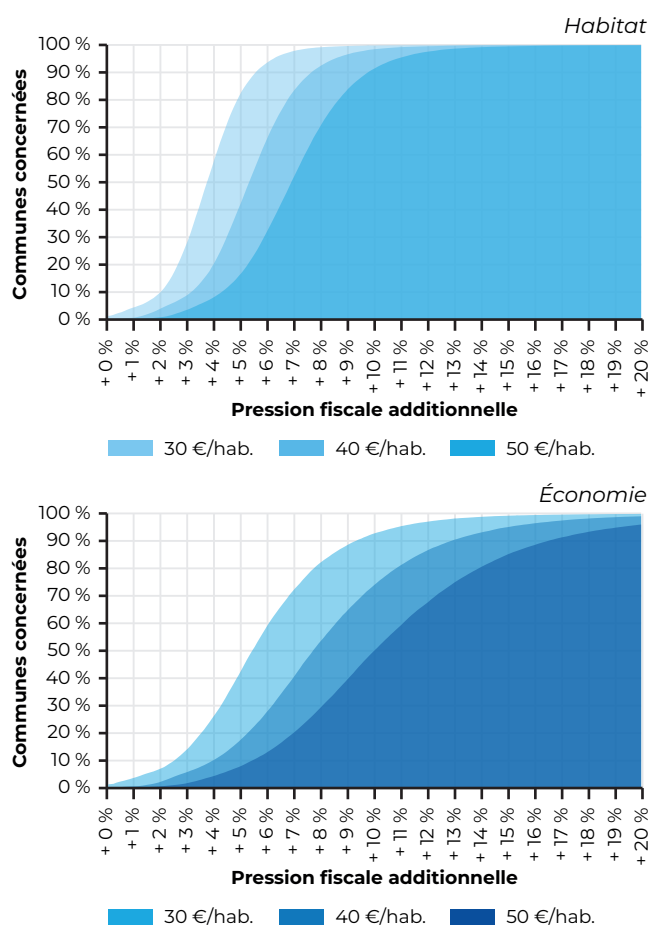 Habitat
100 %
90 %
80 %
70 %
60 %
50 %
40 %
30 %
20 %
10 %
0 %
Communes concernées
+ 0 %
+ 1 %
+ 2 %
+ 3 %
+ 4 %
+ 5 %
+ 6 %
+ 7 %
+ 8 %
+ 9 %
+ 10 %
+ 11 %
+ 12 %
+ 13 %
+ 14 %
+ 15 %
+ 16 %
+ 17 %
+ 18 %
+ 19 %
+ 20 %
Pression fiscale additionnelle
30 €/hab. 40 €/hab. 50 €/hab.
Économie
100 %
90 %
80 %
70 %
60 %
50 %
40 %
30 %
20 %
10 %
0 %
Communes concernées
+ 0 %
+ 1 %
+ 2 %
+ 3 %
+ 4 %
+ 5 %
+ 6 %
+ 7 %
+ 8 %
+ 9 %
+ 10 %
+ 11 %
+ 12 %
+ 13 %
+ 14 %
+ 15 %
+ 16 %
+ 17 %
+ 18 %
+ 19 %
+ 20 %
Pression fiscale additionnelle
30 €/hab. 40 €/hab. 50 €/hab.